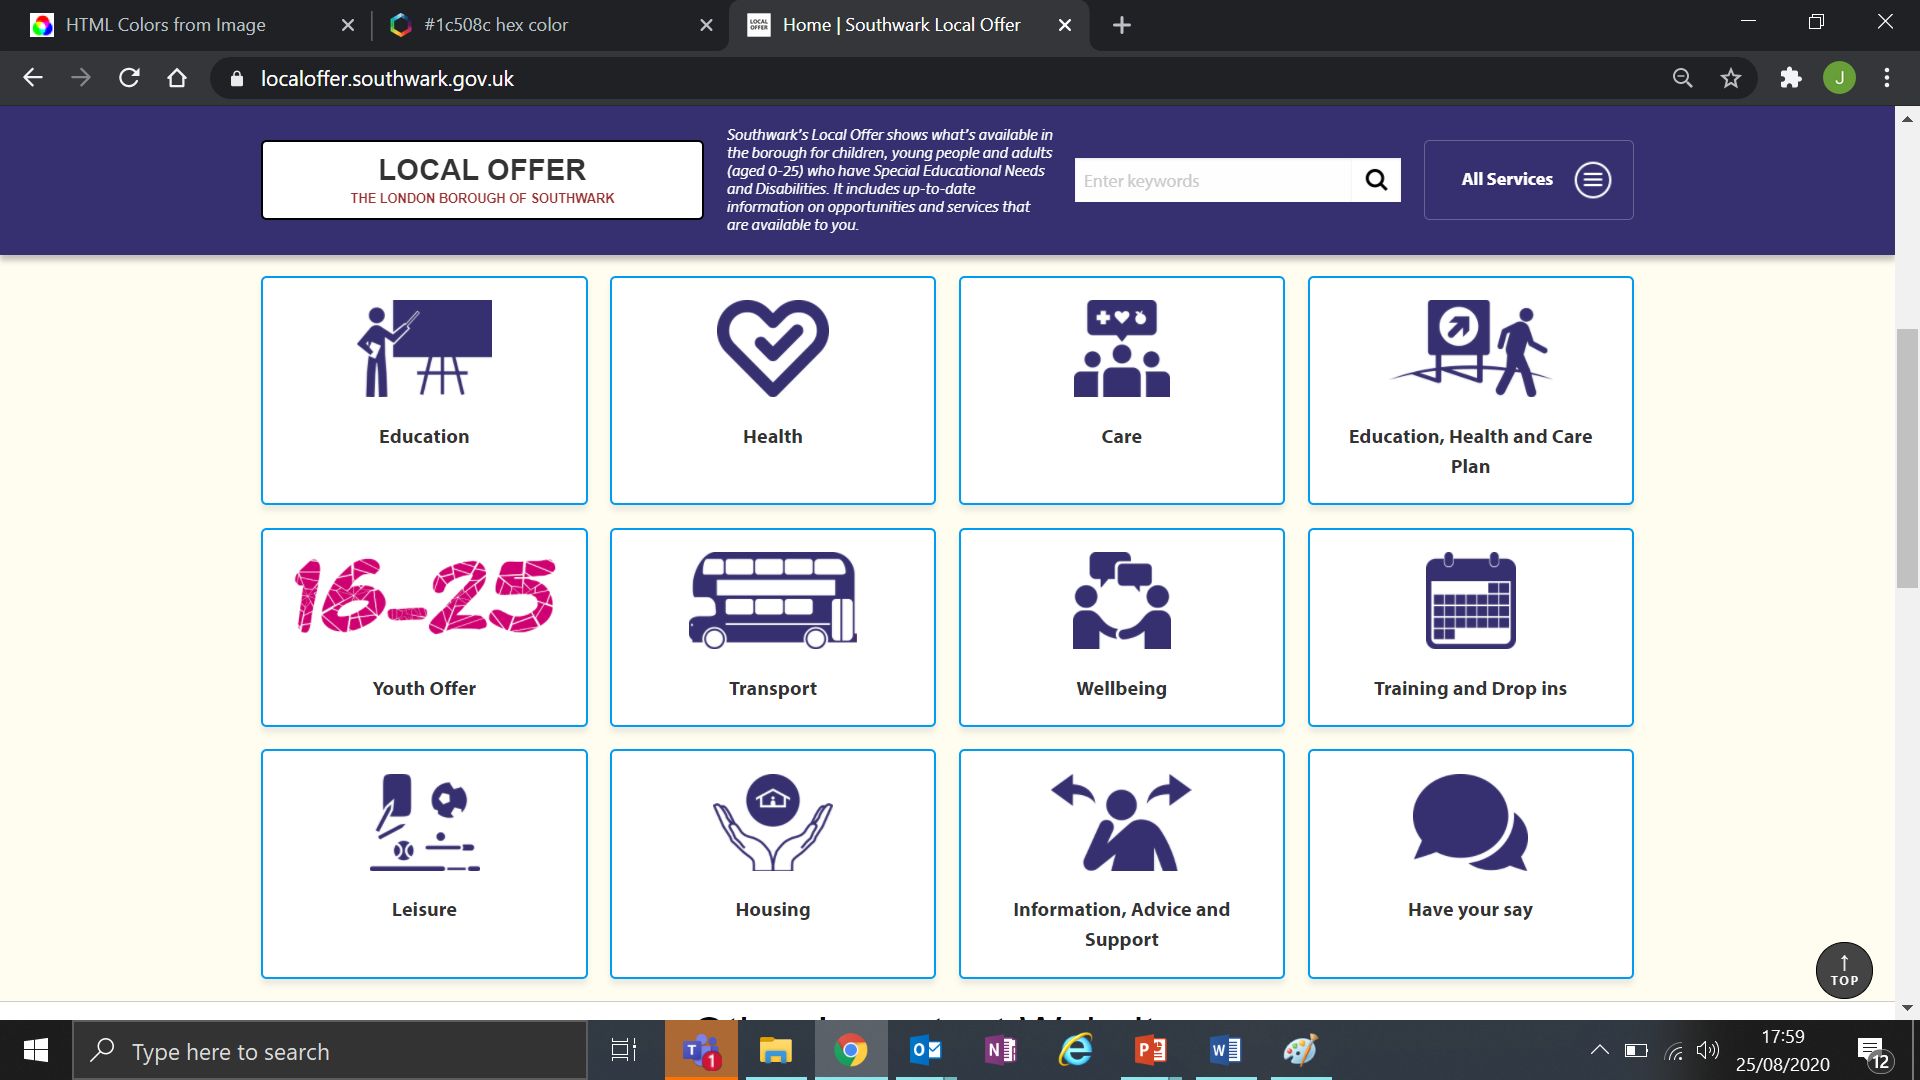 HTML Colors from Image
#1c508c hex color
LOCAL OFFER
Home | Southwark Local Offer
localoffer.southwark.gov.uk
J
LOCAL OFFER
THE LONDON BOROUGH OF SOUTHWARK
Southwark's Local Offer shows what's available in
the borough for children, young people and adults
(aged 0-25) who have Special Educational Needs
and Disabilities. It includes up-to-date
information on opportunities and services that
are available to you.
Enter keywords
All Services
Education
Health
Care
Education, Health and Care
Plan
16-25
Youth Offer
Transport
Wellbeing
Training and Drop ins
Leisure
Housing
Information, Advice and
Support
Have your say
TOP
Type here to search
T
1
O
N
e
P
W
17:59
25/08/2020
12